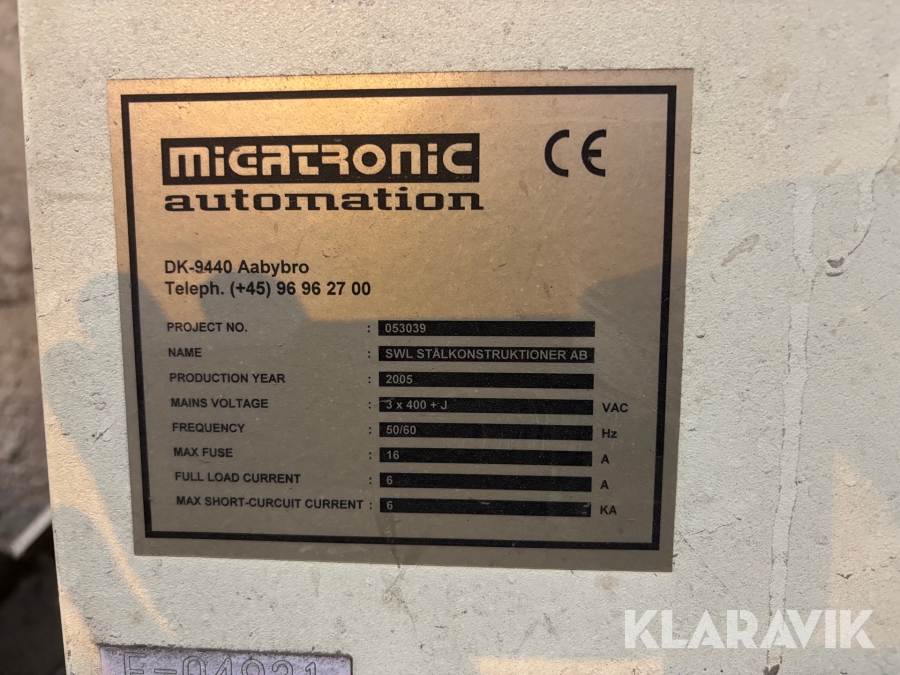 MIGATRONIC
automation
CE
DK-9440 Aabybro
Teleph. (+45) 96 96 27 00
PROJECT NO. : 053039
NAME : SWL STÅLKONSTRUKTIONER AB
PRODUCTION YEAR : 2005
MAINS VOLTAGE : 3 x 400 + J VAC
FREQUENCY : 50/60 Hz
MAX FUSE : 16 A
FULL LOAD CURRENT : 6 A
MAX SHORT-CURCUIT CURRENT : 6 KA
KLARAVIK